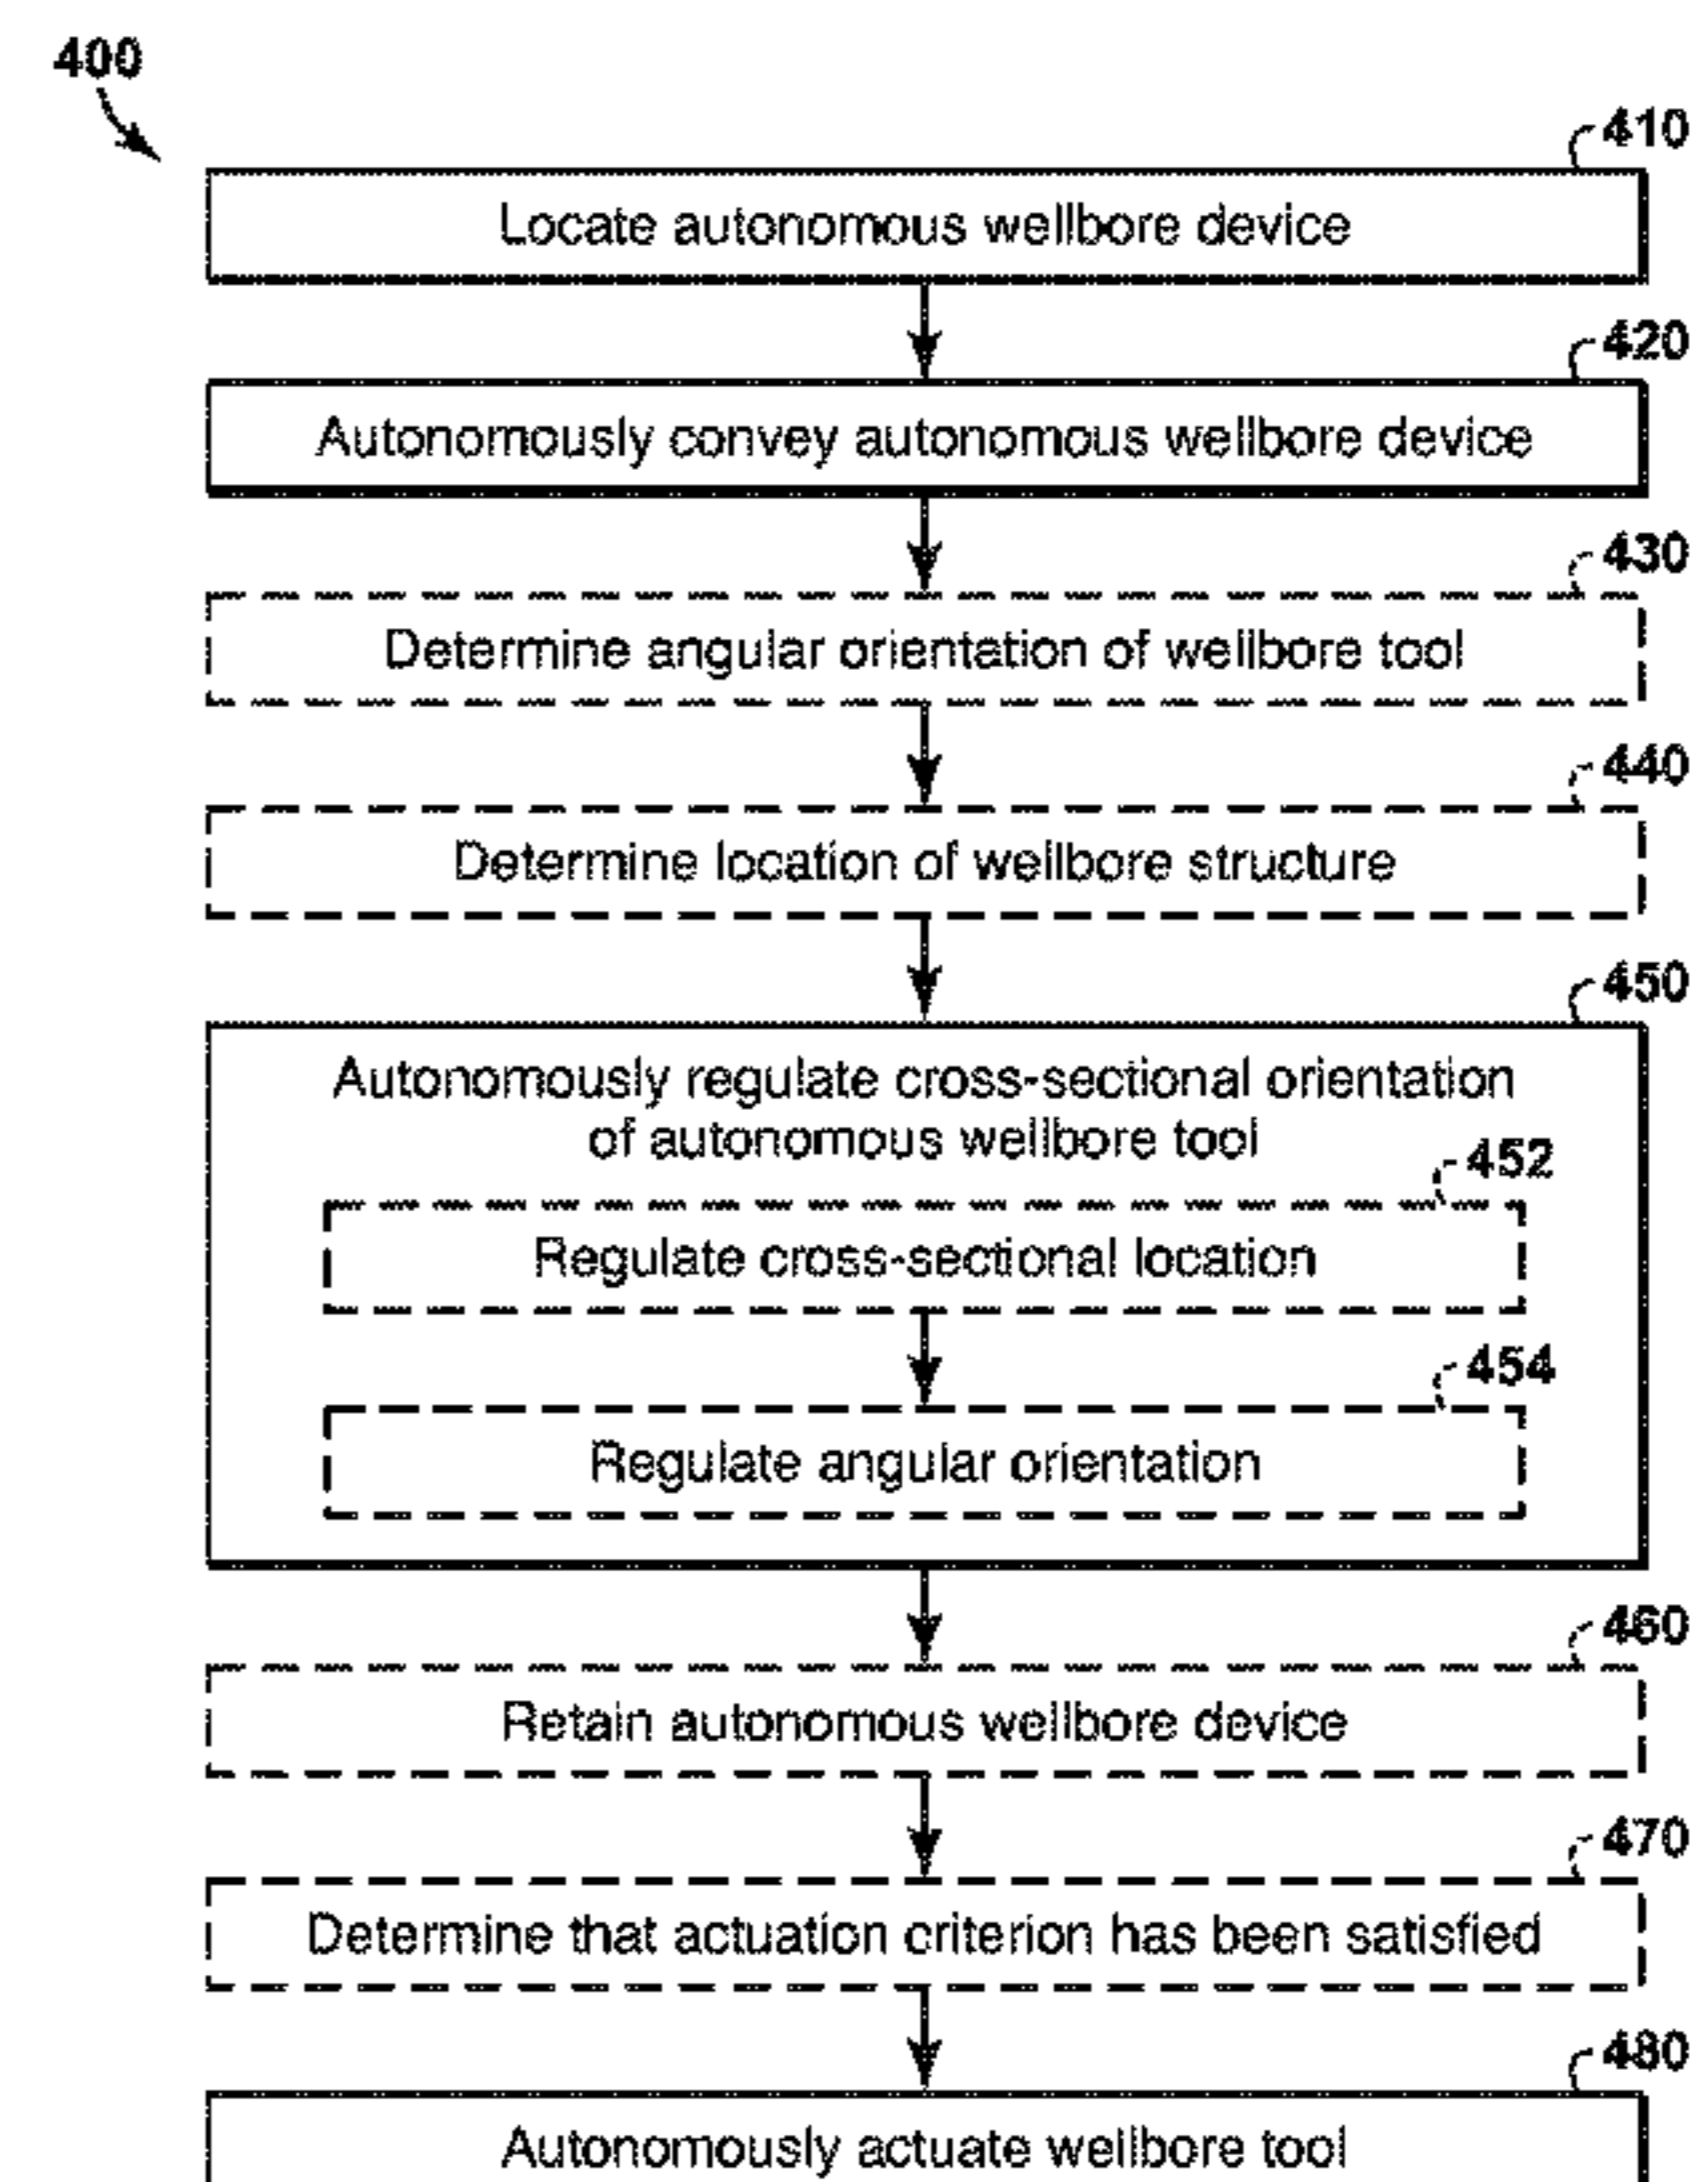 400
410
Locate autonomous wellbore device
420
Autonomously convey autonomous wellbore device
430
Determine angular orientation of wellbore tool
440
Determine location of wellbore structure
450
Autonomously regulate cross-sectional orientation
of autonomous wellbore tool
452
Regulate cross-sectional location
454
Regulate angular orientation
460
Retain autonomous wellbore device
470
Determine that actuation criterion has been satisfied
480
Autonomously actuate wellbore tool